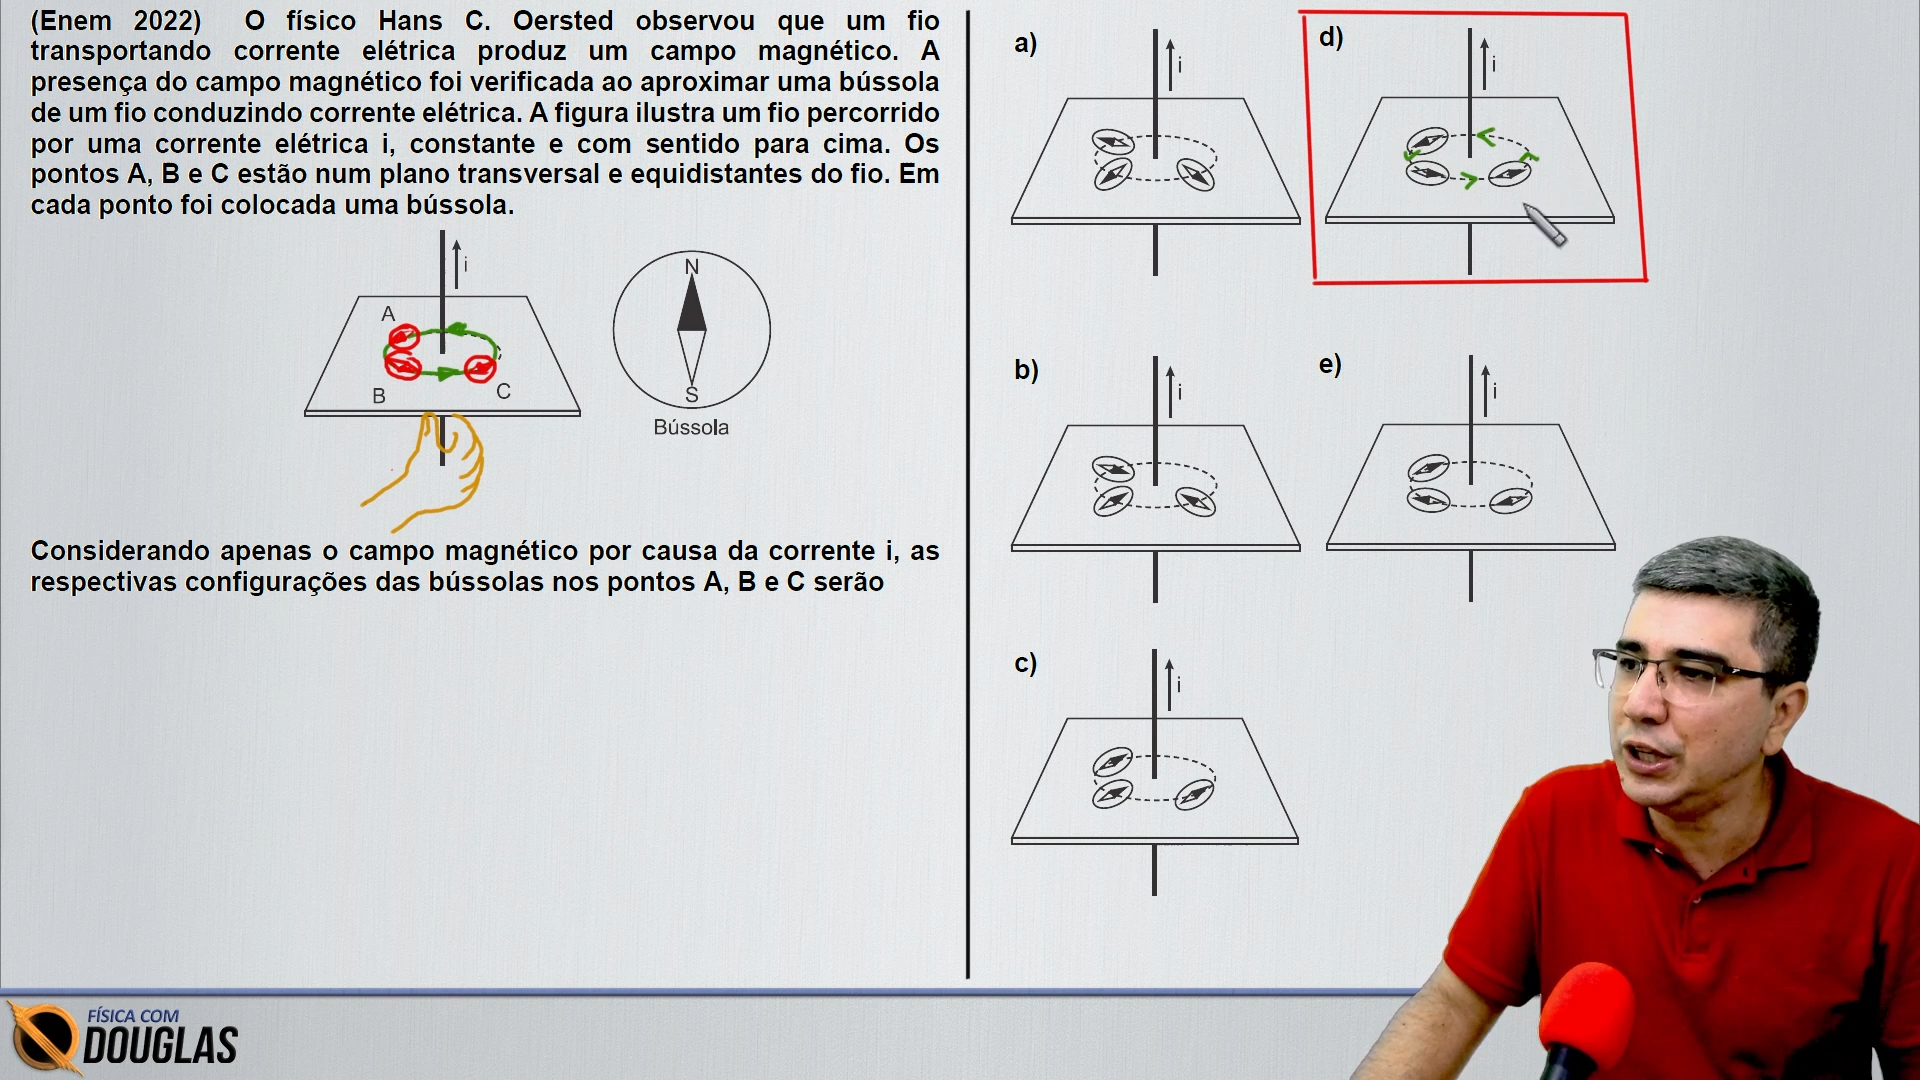 (Enem 2022) O físico Hans C. Oersted observou que um fio
transportando corrente elétrica produz um campo magnético. A
presença do campo magnético foi verificada ao aproximar uma bússola
de um fio conduzindo corrente elétrica. A figura ilustra um fio percorrido
por uma corrente elétrica i, constante e com sentido para cima. Os
pontos A, B e C estão num plano transversal e equidistantes do fio. Em
cada ponto foi colocada uma bússola.
i
A
B
C
N
S
Bússola
Considerando apenas o campo magnético por causa da corrente i, as
respectivas configurações das bússolas nos pontos A, B e C serão
a)
i
b)
i
c)
i
d)
i
e)
i
FÍSICA COM
DOUGLAS